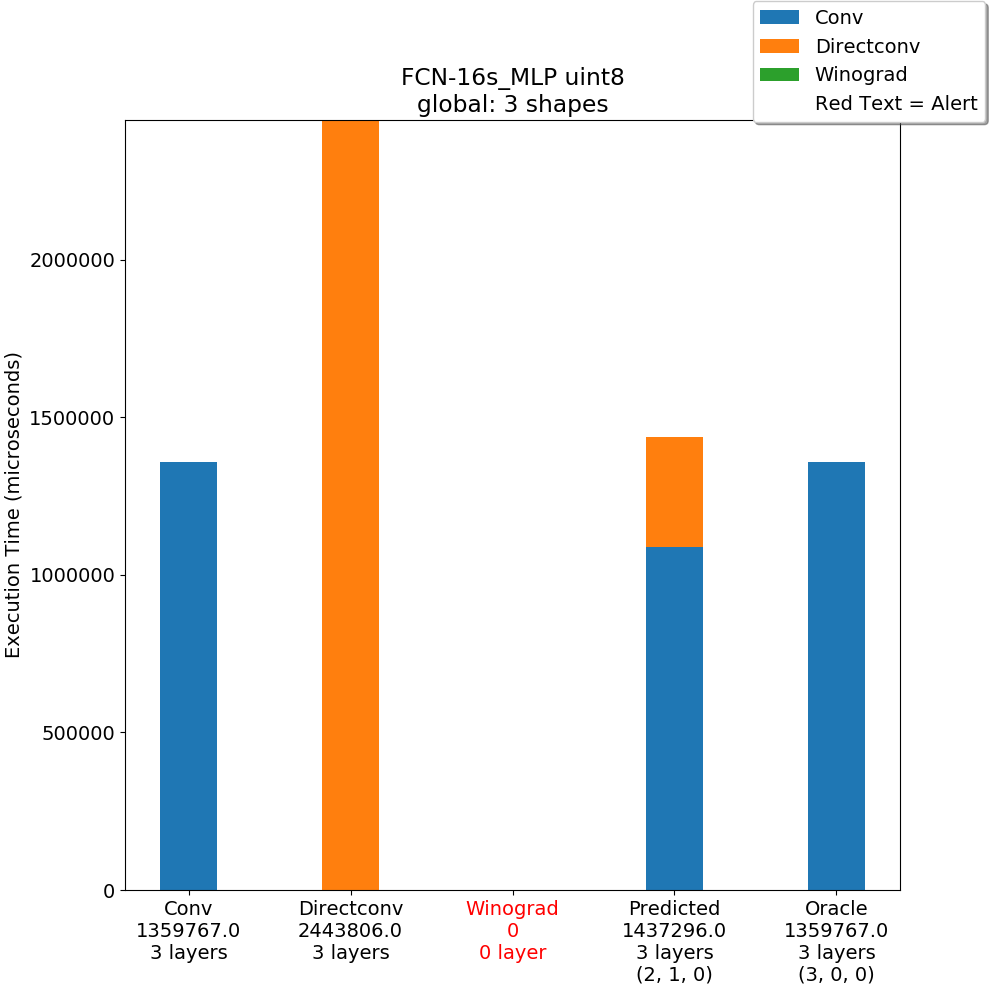 Conv
Directconv
Winograd
Red Text = Alert
FCN-16s_MLP uint8
global: 3 shapes
Execution Time (microseconds)
2000000
1500000
1000000
500000
0
Conv
1359767.0
3 layers
Directconv
2443806.0
3 layers
Winograd
0
0 layer
Predicted
1437296.0
3 layers
(2, 1, 0)
Oracle
1359767.0
3 layers
(3, 0, 0)